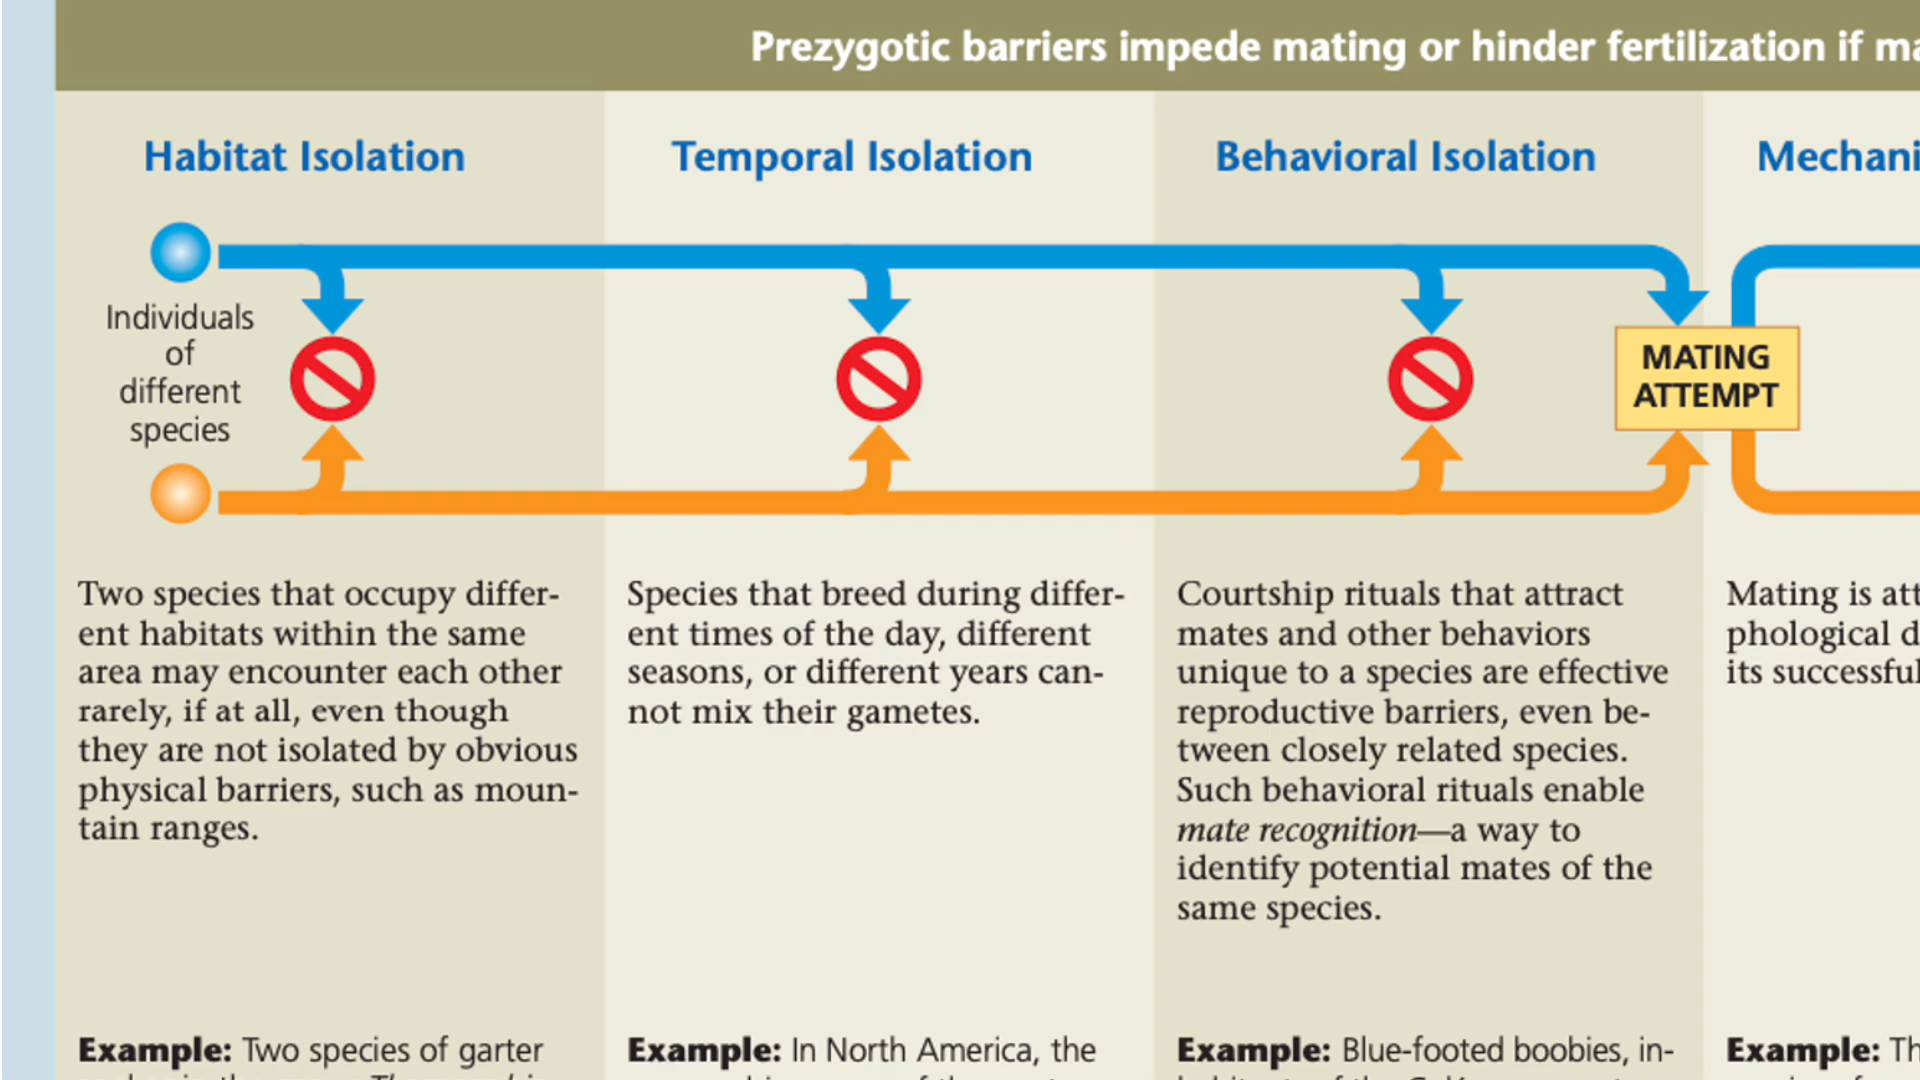 Prezygotic barriers impede mating or hinder fertilization if
Habitat Isolation
Temporal Isolation
Behavioral Isolation
Individuals
of
different
species
MATING
ATTEMPT
Two species that occupy differ-
ent habitats within the same
area may encounter each other
rarely, if at all, even though
they are not isolated by obvious
physical barriers, such as moun-
tain ranges.
Species that breed during differ-
ent times of the day, different
seasons, or different years can-
not mix their gametes.
Courtship rituals that attract
mates and other behaviors
unique to a species are effective
reproductive barriers, even be-
tween closely related species.
Such behavioral rituals enable
mate recognition—a way to
identify potential mates of the
same species.
Mating is
phological
its successful
Example: Two species of garter
Example: In North America, the
Example: Blue-footed boobies, in-
Example: